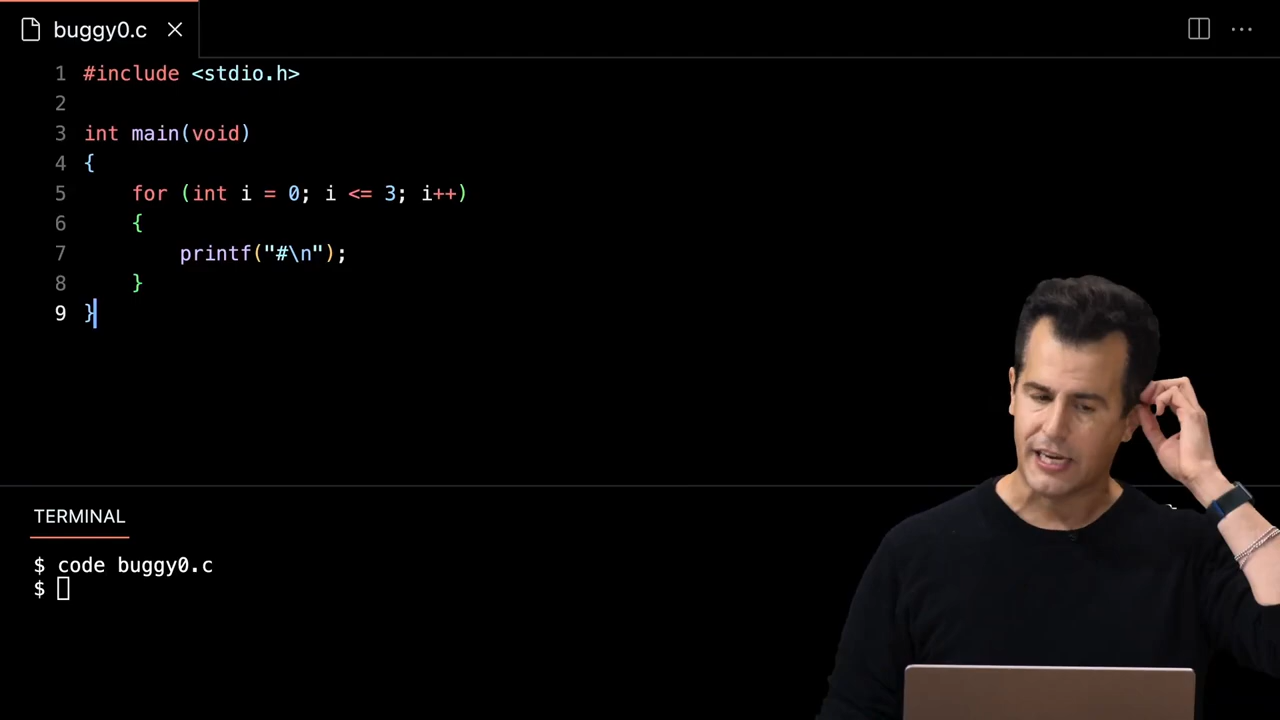 buggy0.c
1 #include <stdio.h>
2
3 int main(void)
4 {
5     for (int i = 0; i <= 3; i++)
6     {
7         printf("#\n");
8     }
9 }
TERMINAL
$ code buggy0.c
$